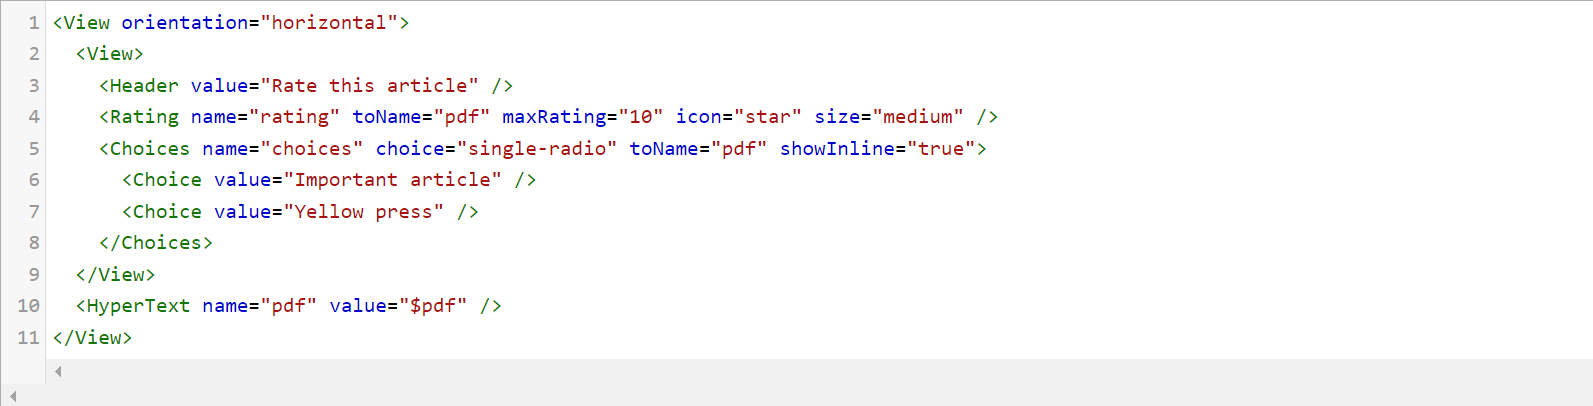 1 <View orientation="horizontal">
2   <View>
3     <Header value="Rate this article" />
4     <Rating name="rating" toName="pdf" maxRating="10" icon="star" size="medium" />
5     <Choices name="choices" choice="single-radio" toName="pdf" showInline="true">
6       <Choice value="Important article" />
7       <Choice value="Yellow press" />
8     </Choices>
9   </View>
10   <HyperText name="pdf" value="$pdf" />
11 </View>